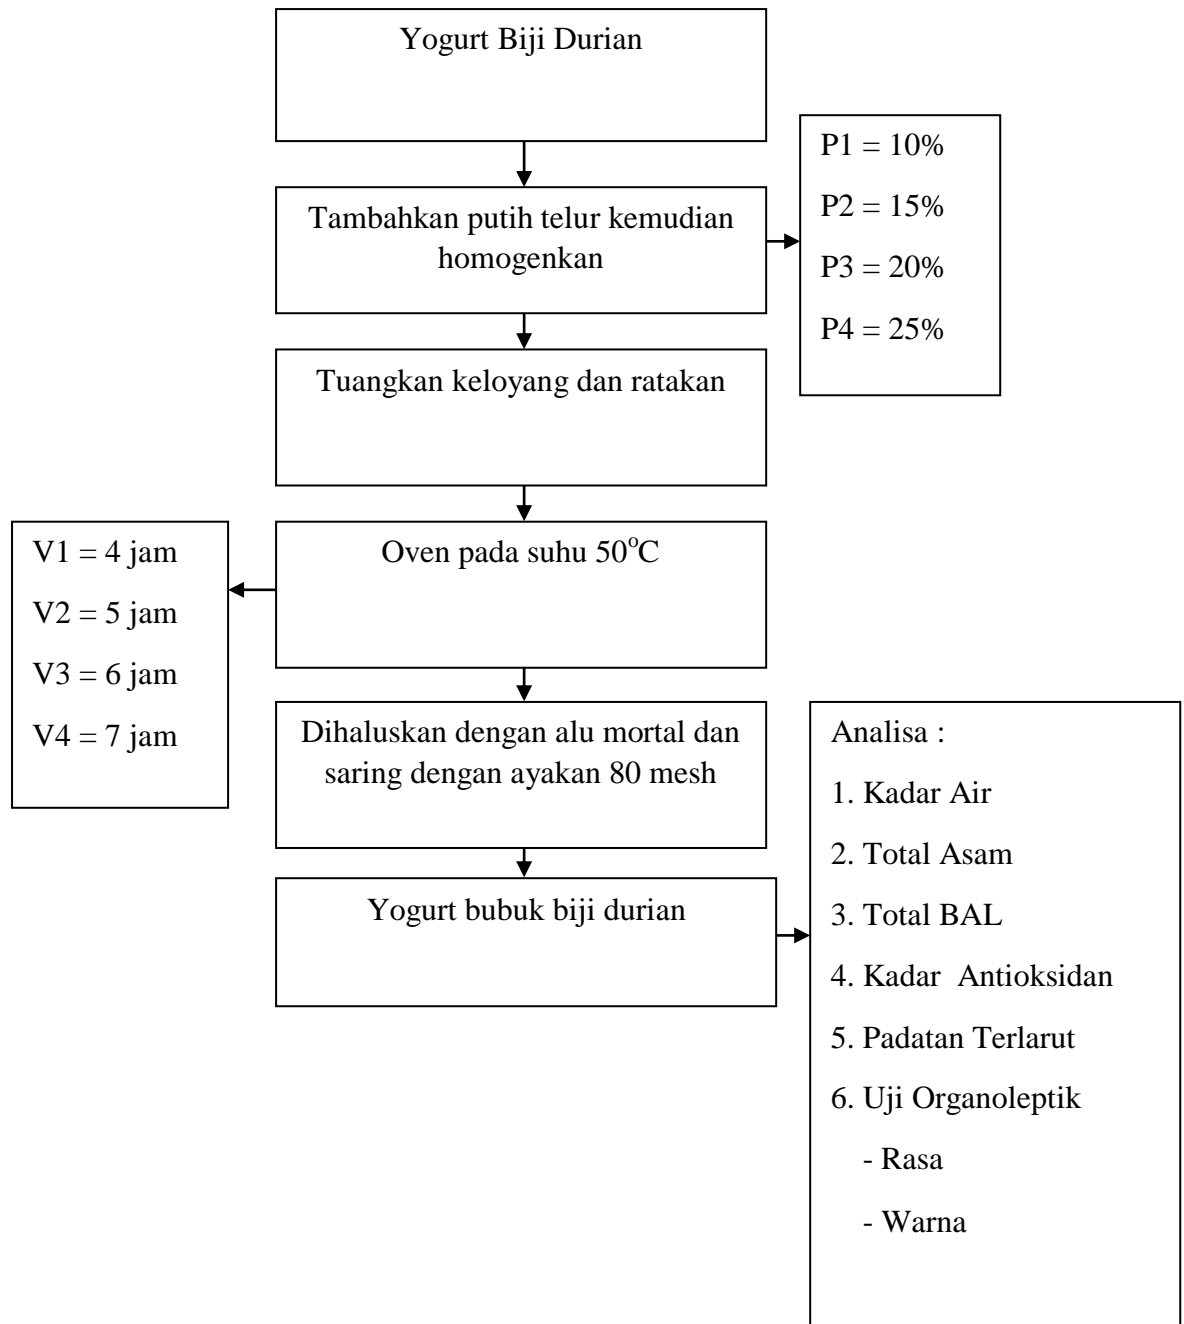 Yogurt Biji Durian
Tambahkan putih telur kemudian
homogenkan
P1 = 10%
P2 = 15%
P3 = 20%
P4 = 25%
Tuangkan keloyang dan ratakan
Oven pada suhu 50°C
V1 = 4 jam
V2 = 5 jam
V3 = 6 jam
V4 = 7 jam
Dihaluskan dengan alu mortal dan
saring dengan ayakan 80 mesh
Yogurt bubuk biji durian
Analisa :
1. Kadar Air
2. Total Asam
3. Total BAL
4. Kadar  Antioksidan
5. Padatan Terlarut
6. Uji Organoleptik
- Rasa
- Warna